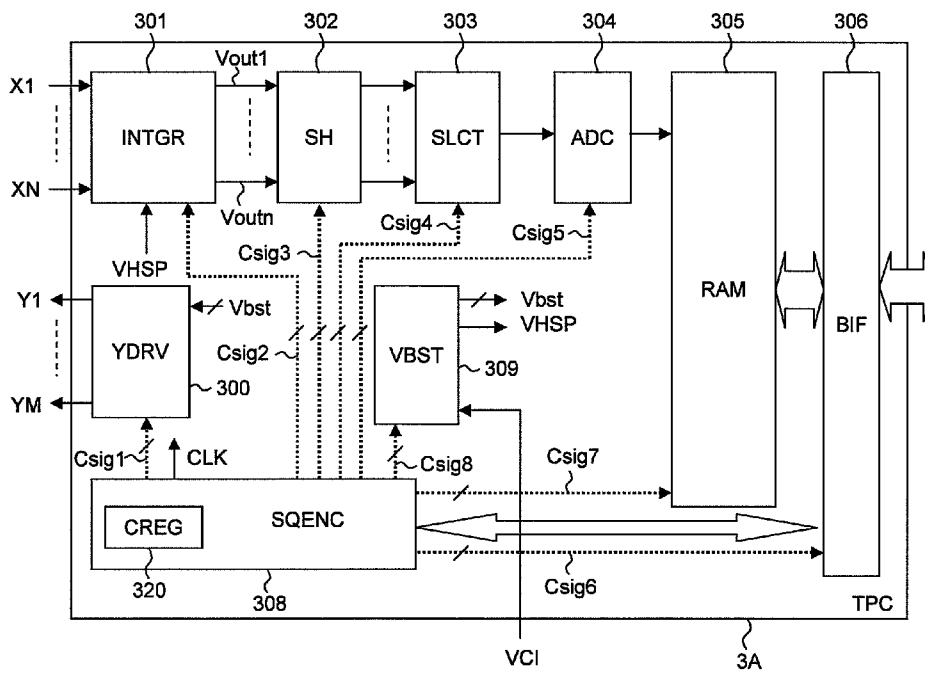 301 302 303 304 305 306
Vout1
X1
INTGR
SH
SLCT
ADC
XN
Voutn
Csig3
Csig4
Csig5
VHSP
Y1
Vbst
YDRV
Csig2
300
YM
VBST
Vbst
VHSP
309
RAM
BIF
Csig1
CLK
Csig8
Csig7
CREG
SQENC
320
308
Csig6
TPC
VCI
3A